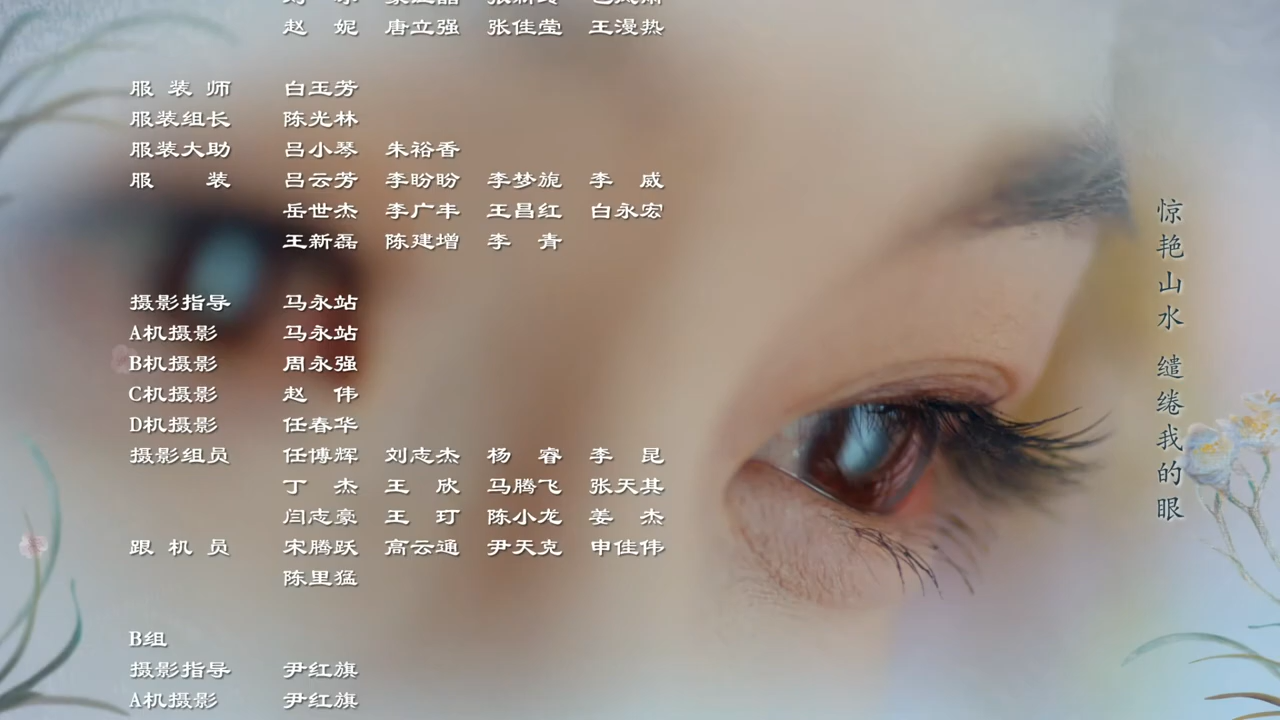 赵 妮 唐立强 张佳莹 王漫热
服装师 白玉芳
服装组长 陈光林
服装大助 吕小琴 朱裕香
服装 吕云芳 李盼盼 李梦旎 李 威
岳世杰 李广丰 王昌红 白永宏
王新磊 陈建增 李 青
摄影指导 马永站
A机摄影 马永站
B机摄影 周永强
C机摄影 赵 伟
D机摄影 任春华
摄影组员 任博辉 刘志杰 杨 睿 李 昆
丁 杰 王 欣 马腾飞 张天其
闫志豪 王 玎 陈小龙 姜 杰
跟机员 宋腾跃 高云通 尹天克 申佳伟
陈里猛
B组
摄影指导 尹红旗
A机摄影 尹红旗
惊艳山水 缱绻我的眼